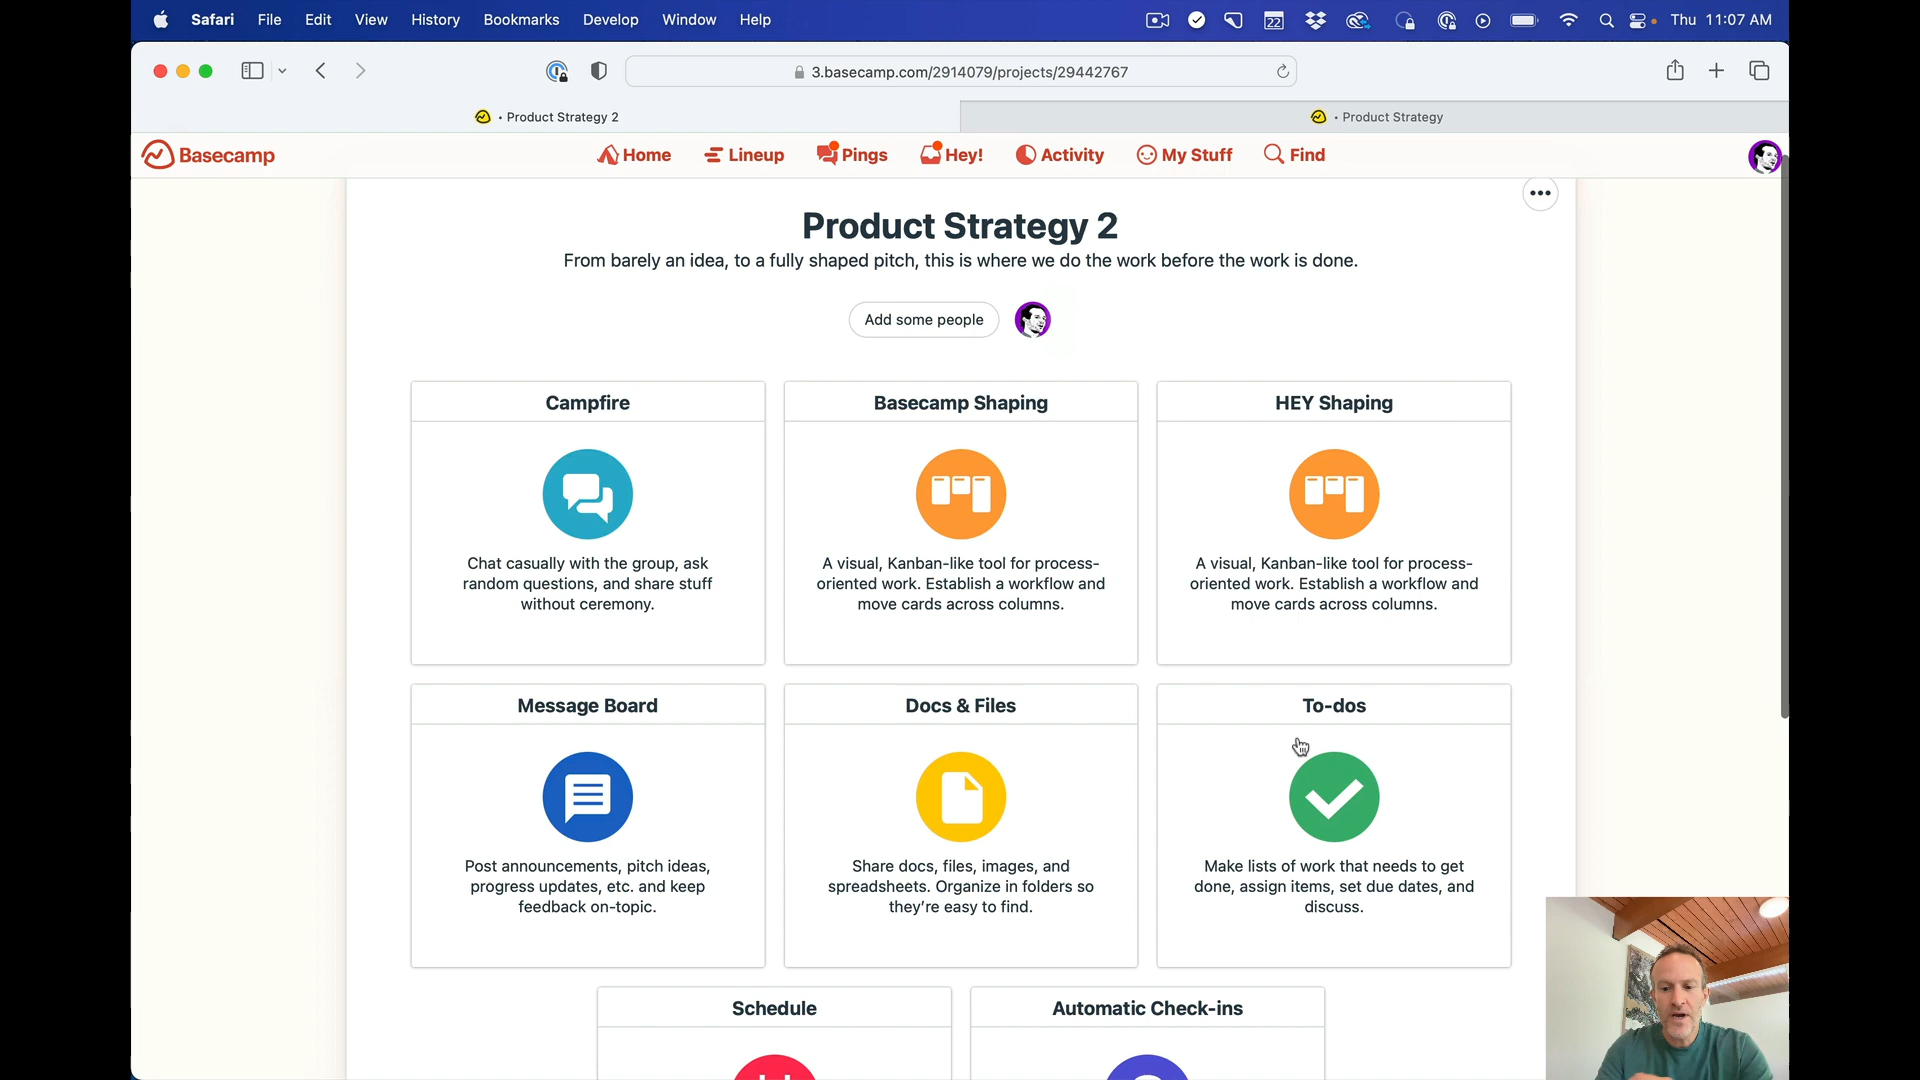 Safari File Edit View History Bookmarks Develop Window Help 22 Thu 11:07 AM
3.basecamp.com/2914079/projects/29442767
• Product Strategy 2
• Product Strategy
Basecamp
Home Lineup Pings Hey! Activity My Stuff Find
Product Strategy 2
From barely an idea, to a fully shaped pitch, this is where we do the work before the work is done.
Add some people
Campfire
Chat casually with the group, ask
random questions, and share stuff
without ceremony.
Basecamp Shaping
A visual, Kanban-like tool for process-
oriented work. Establish a workflow and
move cards across columns.
HEY Shaping
A visual, Kanban-like tool for process-
oriented work. Establish a workflow and
move cards across columns.
Message Board
Post announcements, pitch ideas,
progress updates, etc. and keep
feedback on-topic.
Docs & Files
Share docs, files, images, and
spreadsheets. Organize in folders so
they're easy to find.
To-dos
Make lists of work that needs to get
done, assign items, set due dates, and
discuss.
Schedule
Automatic Check-ins